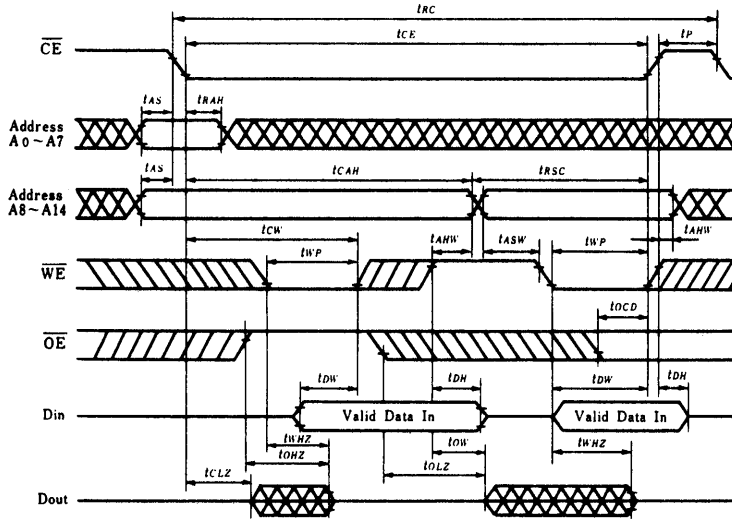 tRC
tCE
tP
CE
tAS
tRAH
Address
A0~A7
tAS
tCAH
tRSC
Address
A8~A14
tCW
tAHW
tASW
tWP
tAHW
tWP
WE
tOCD
OE
tDW
tDH
tDW
tDH
Din
Valid Data In
Valid Data In
tWHZ
tOW
tWHZ
tOHZ
tOLZ
tCLZ
Dout